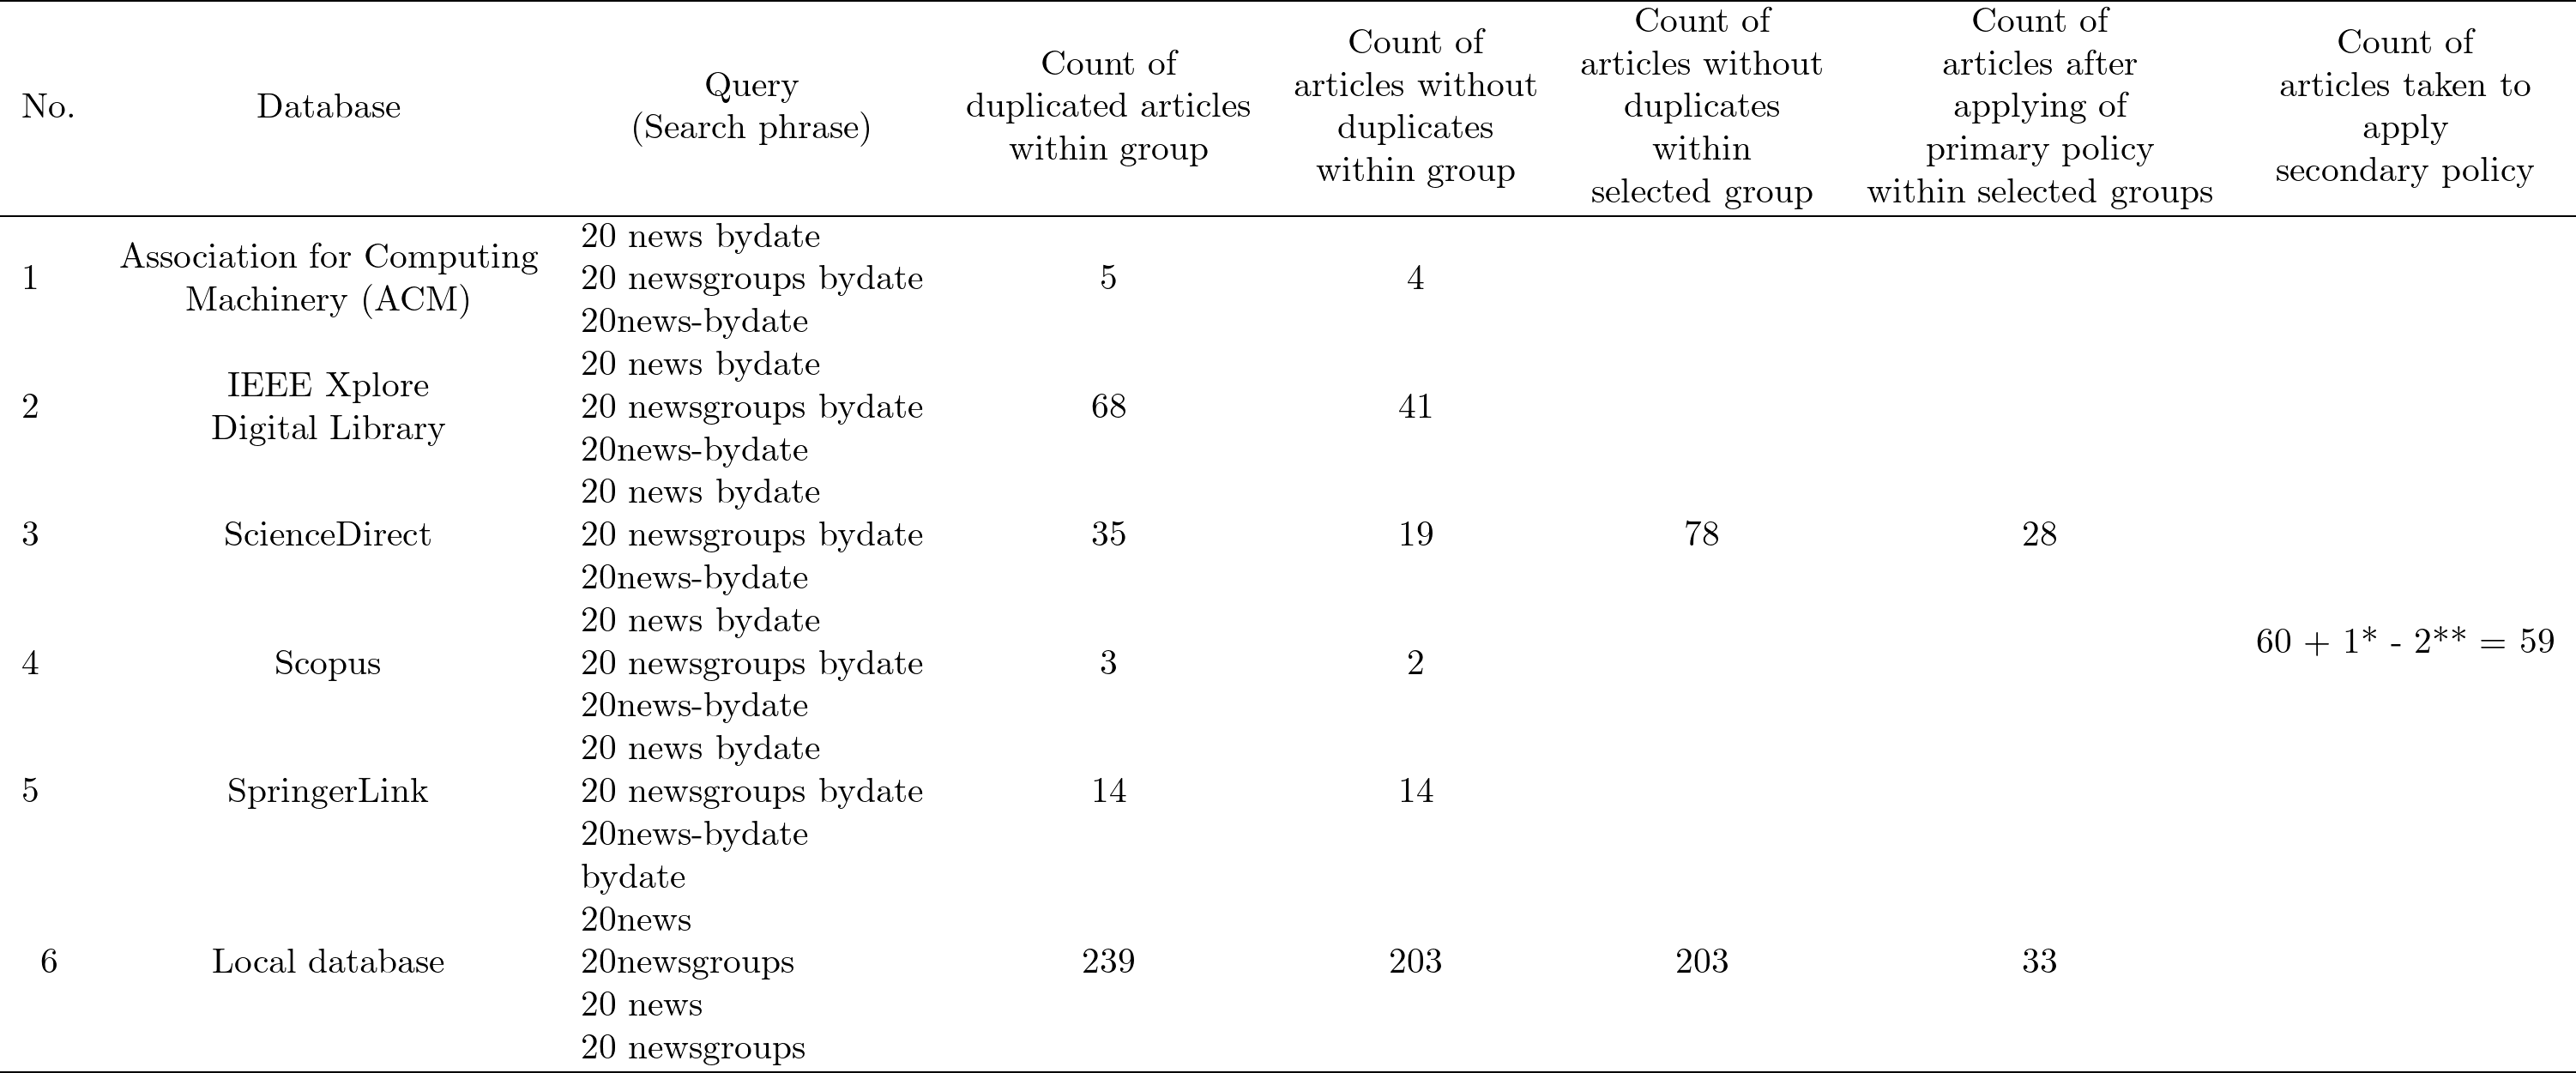 No.
Database
Query
(Search phrase)
Count of
duplicated articles
within group
Count of
articles without
duplicates
within group
Count of
articles without
duplicates
within
selected group
Count of
articles after
applying of
primary policy
within selected groups
Count of
articles taken to
apply
secondary policy
1
Association for Computing
Machinery (ACM)
20 news bydate
20 newsgroups bydate
20news-bydate
5
4
2
IEEE Xplore
Digital Library
20 news bydate
20 newsgroups bydate
20news-bydate
68
41
3
ScienceDirect
20 news bydate
20 newsgroups bydate
20news-bydate
35
19
78
28
4
Scopus
20 news bydate
20 newsgroups bydate
20news-bydate
3
2
60 + 1* - 2** = 59
5
SpringerLink
20 news bydate
20 newsgroups bydate
20news-bydate
14
14
6
Local database
bydate
20news
20newsgroups
20 news
20 newsgroups
239
203
203
33